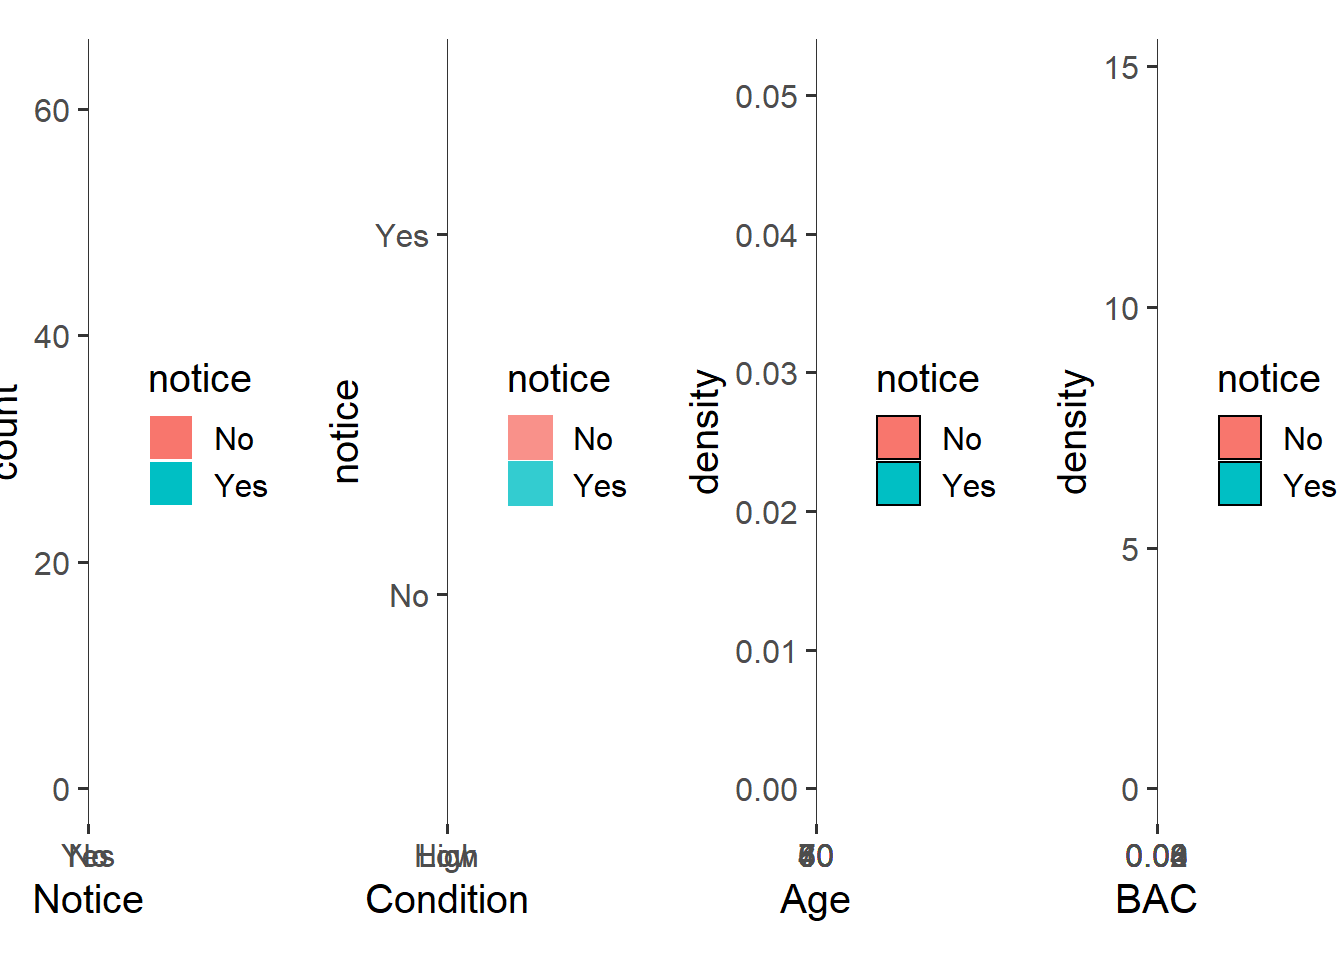 count
60
40
20
0
Notice
notice
No
Yes
notice
Yes
No
Condition
notice
No
Yes
density
0.05
0.04
0.03
0.02
0.01
0.00
Age
notice
No
Yes
density
15
10
5
0
BAC
notice
No
Yes